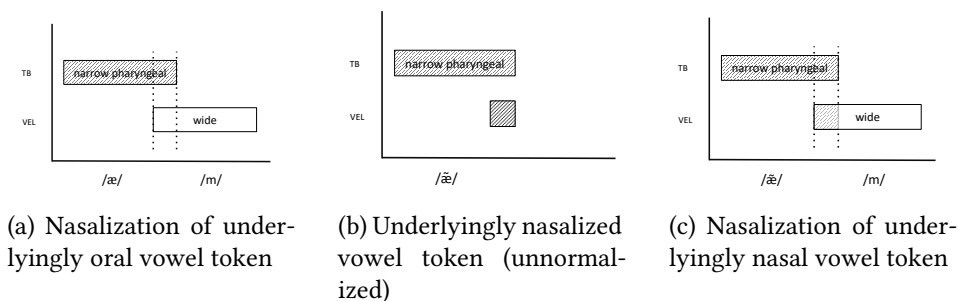 TB
narrow pharyngeal
VEL
wide
/æ/
/m/
(a) Nasalization of under-
lyingly oral vowel token
TB
narrow pharyngeal
VEL
/æ̃/
(b) Underlyingly nasalized
vowel token (unnormal-
ized)
TB
narrow pharyngeal
VEL
wide
/æ̃/
/m/
(c) Nasalization of under-
lyingly nasal vowel token